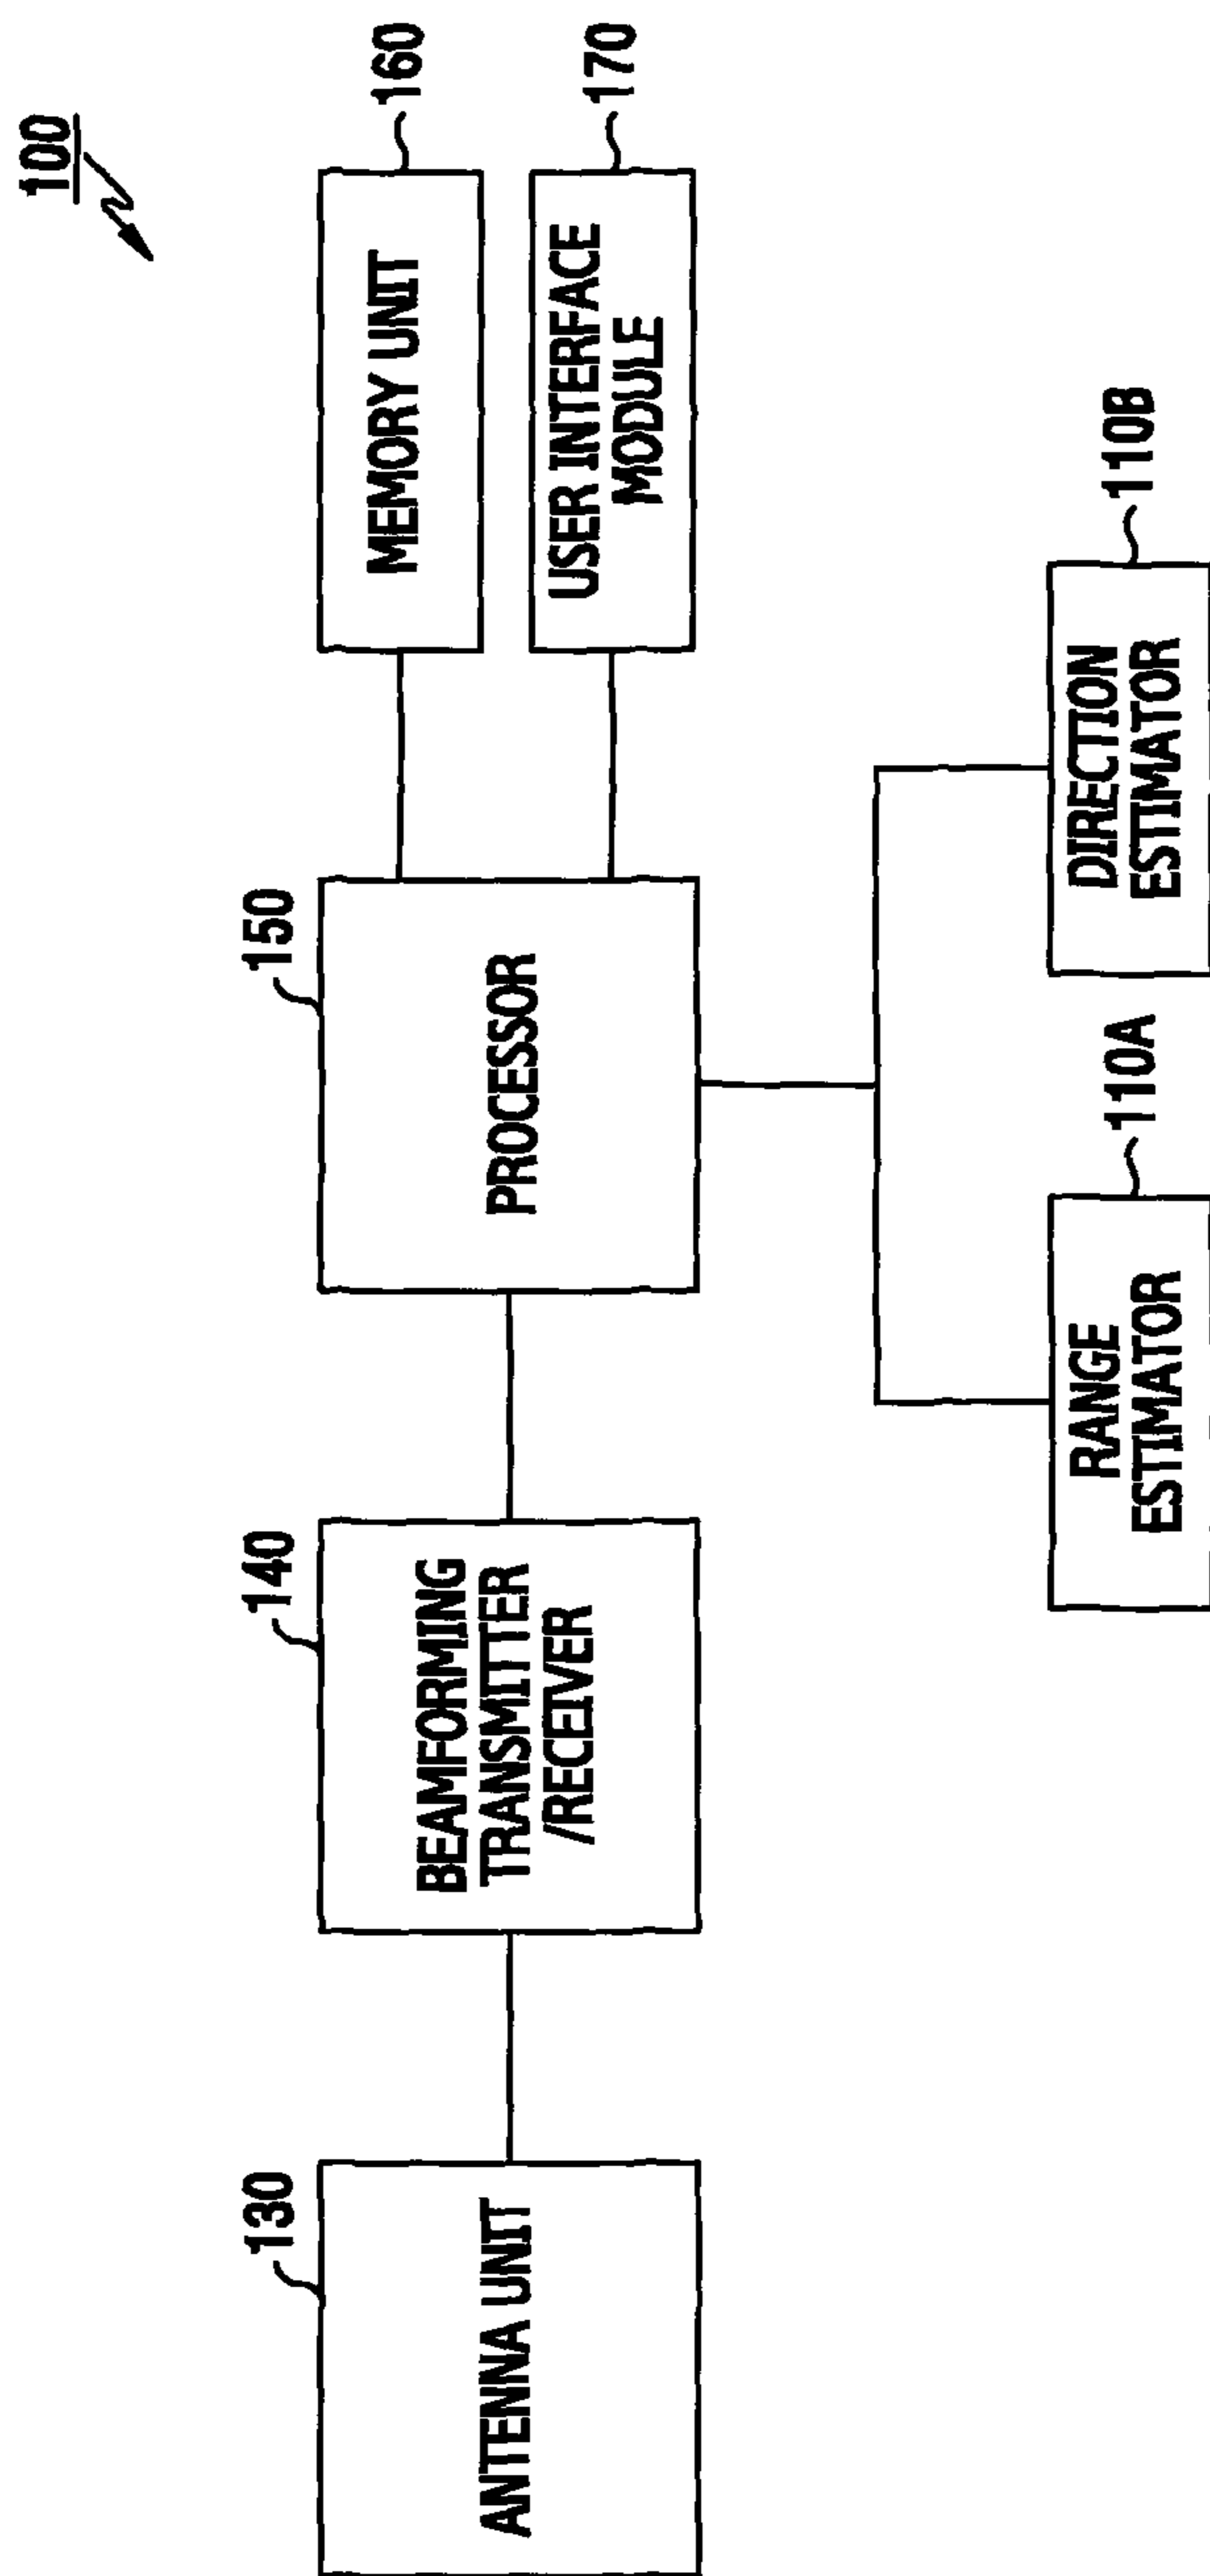 100
130
ANTENNA UNIT
140
BEAMFORMING
TRANSMITTER
/RECEIVER
150
PROCESSOR
160
MEMORY UNIT
170
USER INTERFACE
MODULE
110A
RANGE
ESTIMATOR
110B
DIRECTION
ESTIMATOR